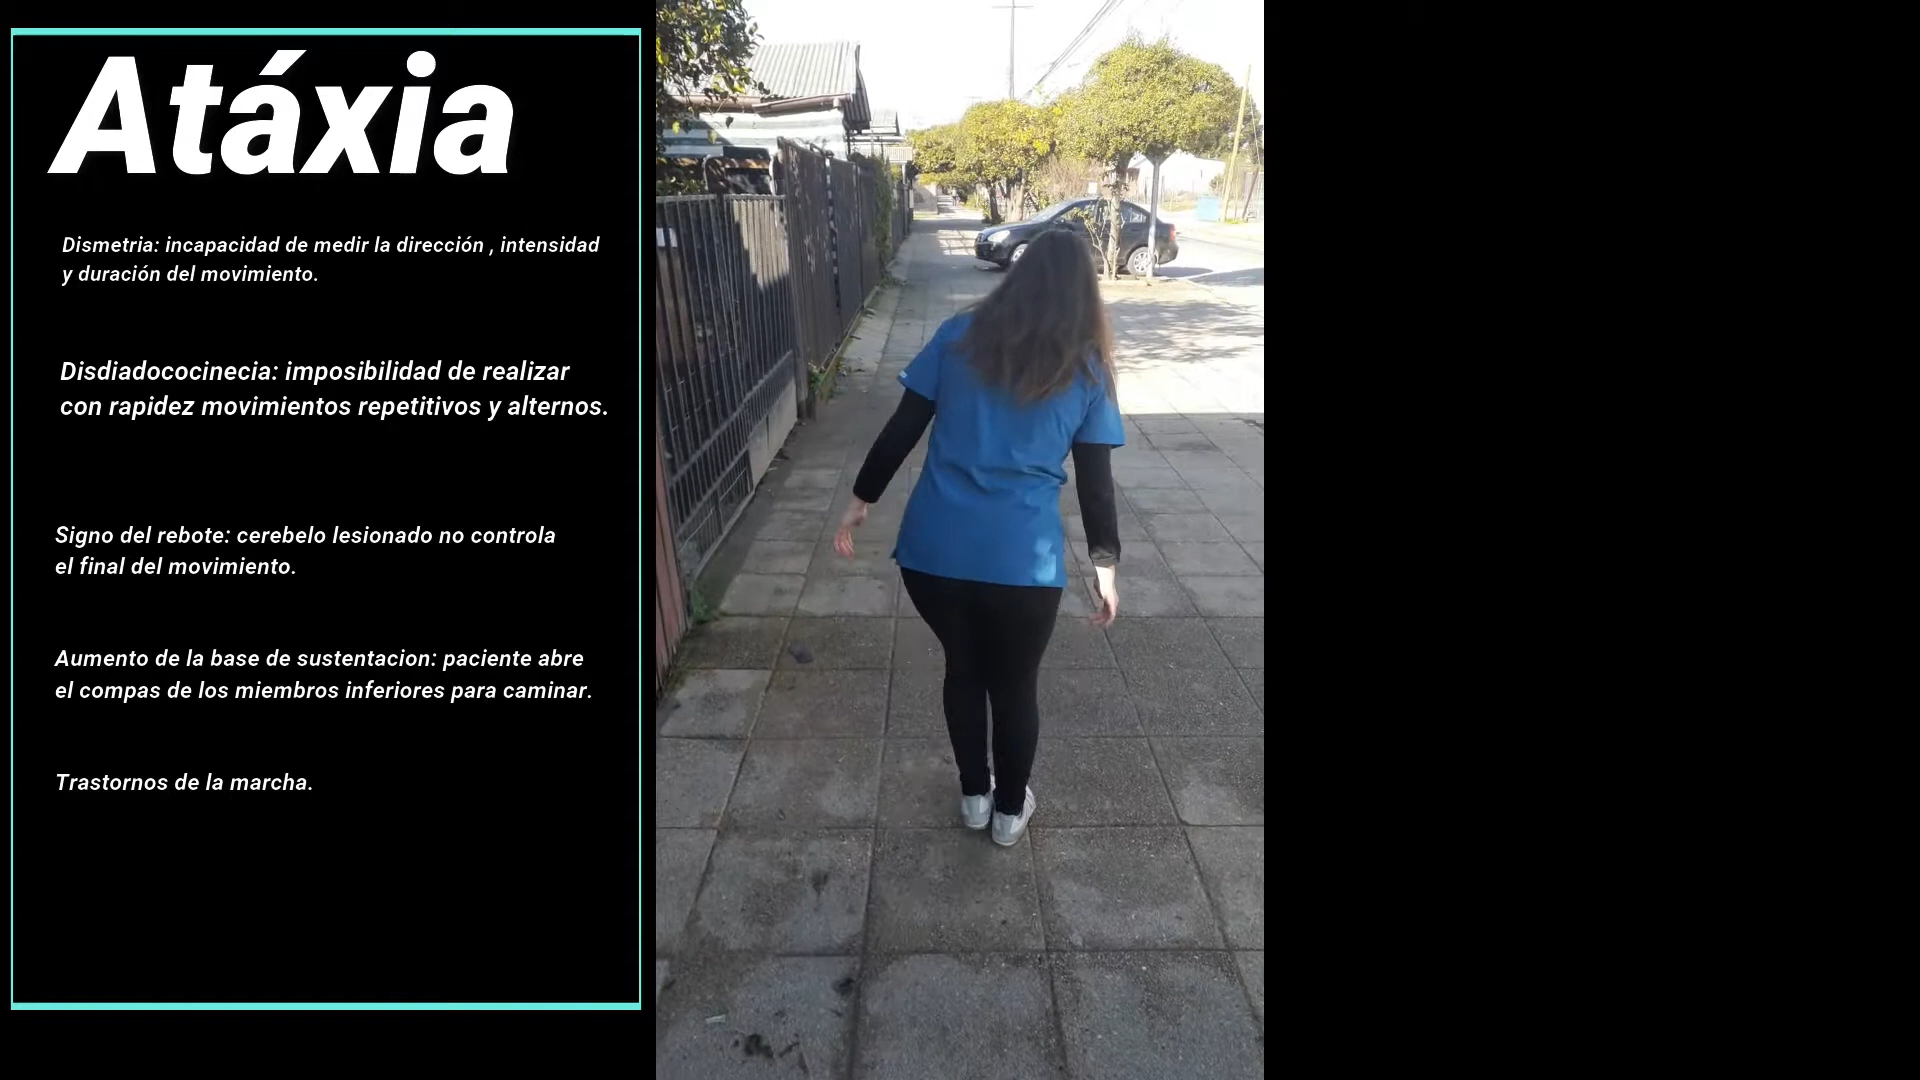 Atáxia
Dismetria: incapacidad de medir la dirección , intensidad
y duración del movimiento.
Disdiadococinecia: imposibilidad de realizar
con rapidez movimientos repetitivos y alternos.
Signo del rebote: cerebelo lesionado no controla
el final del movimiento.
Aumento de la base de sustentacion: paciente abre
el compas de los miembros inferiores para caminar.
Trastornos de la marcha.